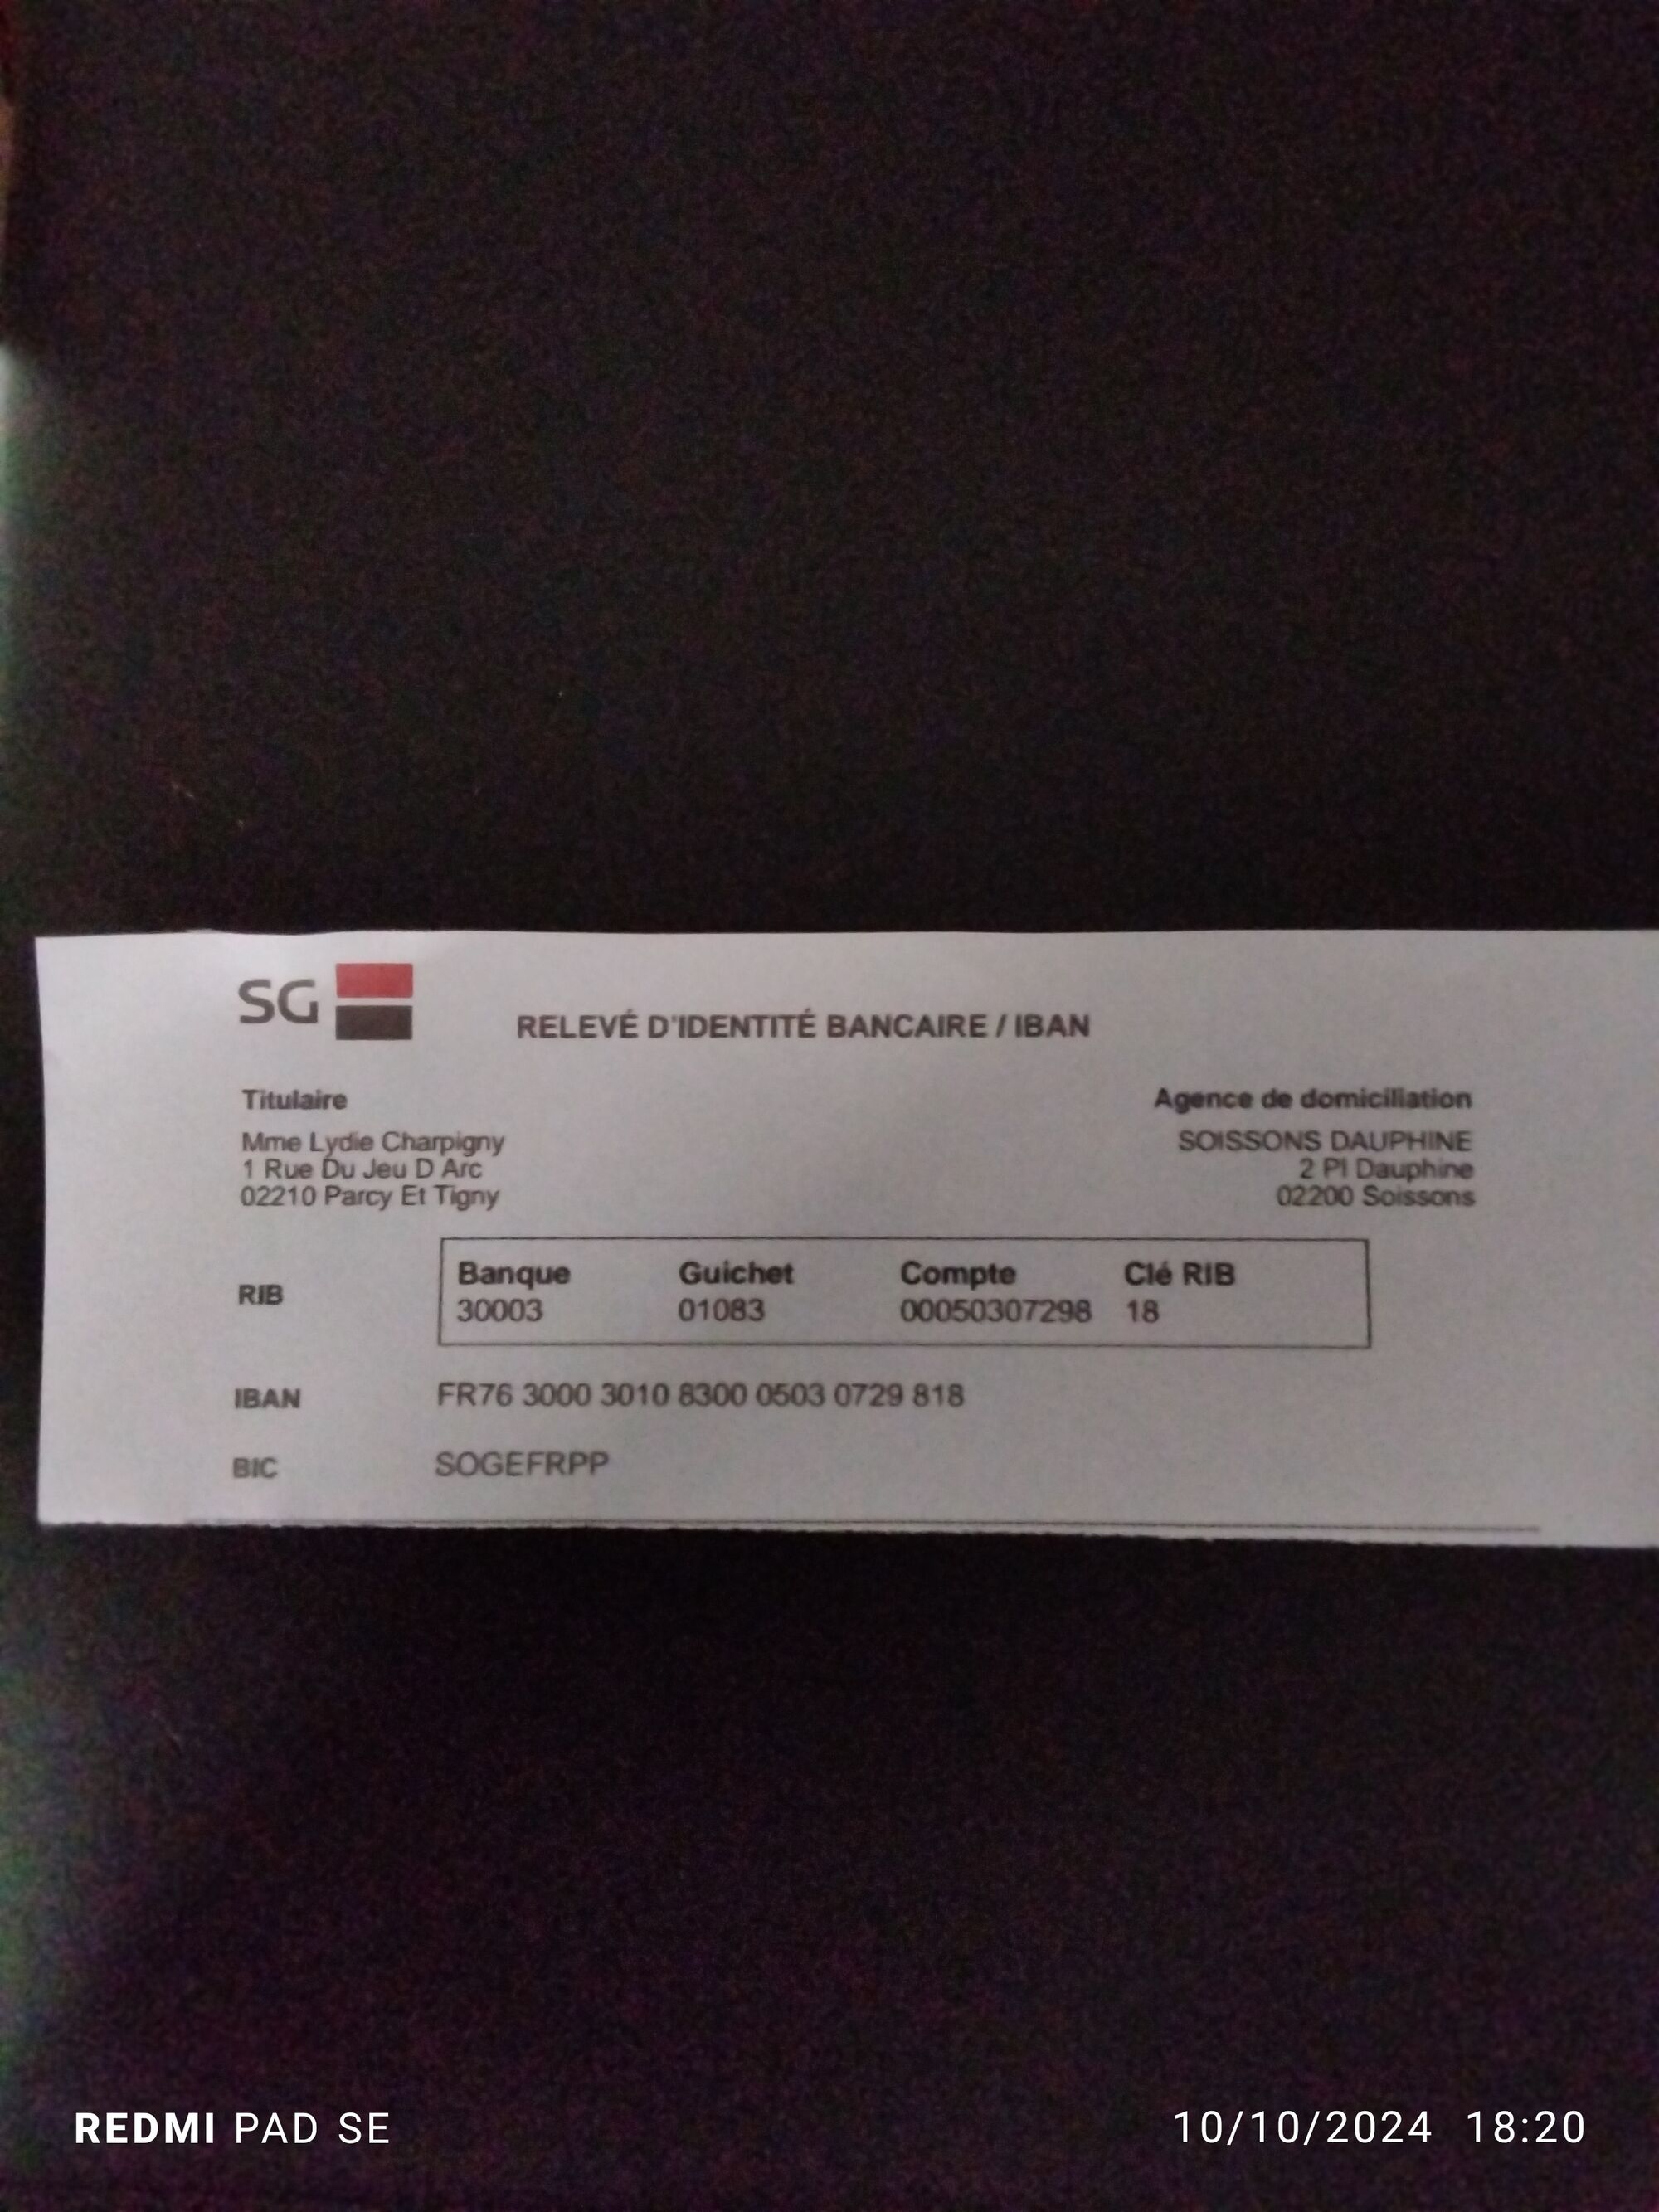 SG
RELEVÉ D'IDENTITÉ BANCAIRE / IBAN
Titulaire
Mme Lydie Charpigny
1 Rue Du Jeu D Arc
02210 Parcy Et Tigny
Agence de domiciliation
SOISSONS DAUPHINE
2 Pl Dauphine
02200 Soissons
RIB
Banque Guichet Compte Clé RIB
30003 01083 00050307298 18
IBAN FR76 3000 3010 8300 0503 0729 818
BIC SOGEFRPP
REDMI PAD SE
10/10/2024 18:20